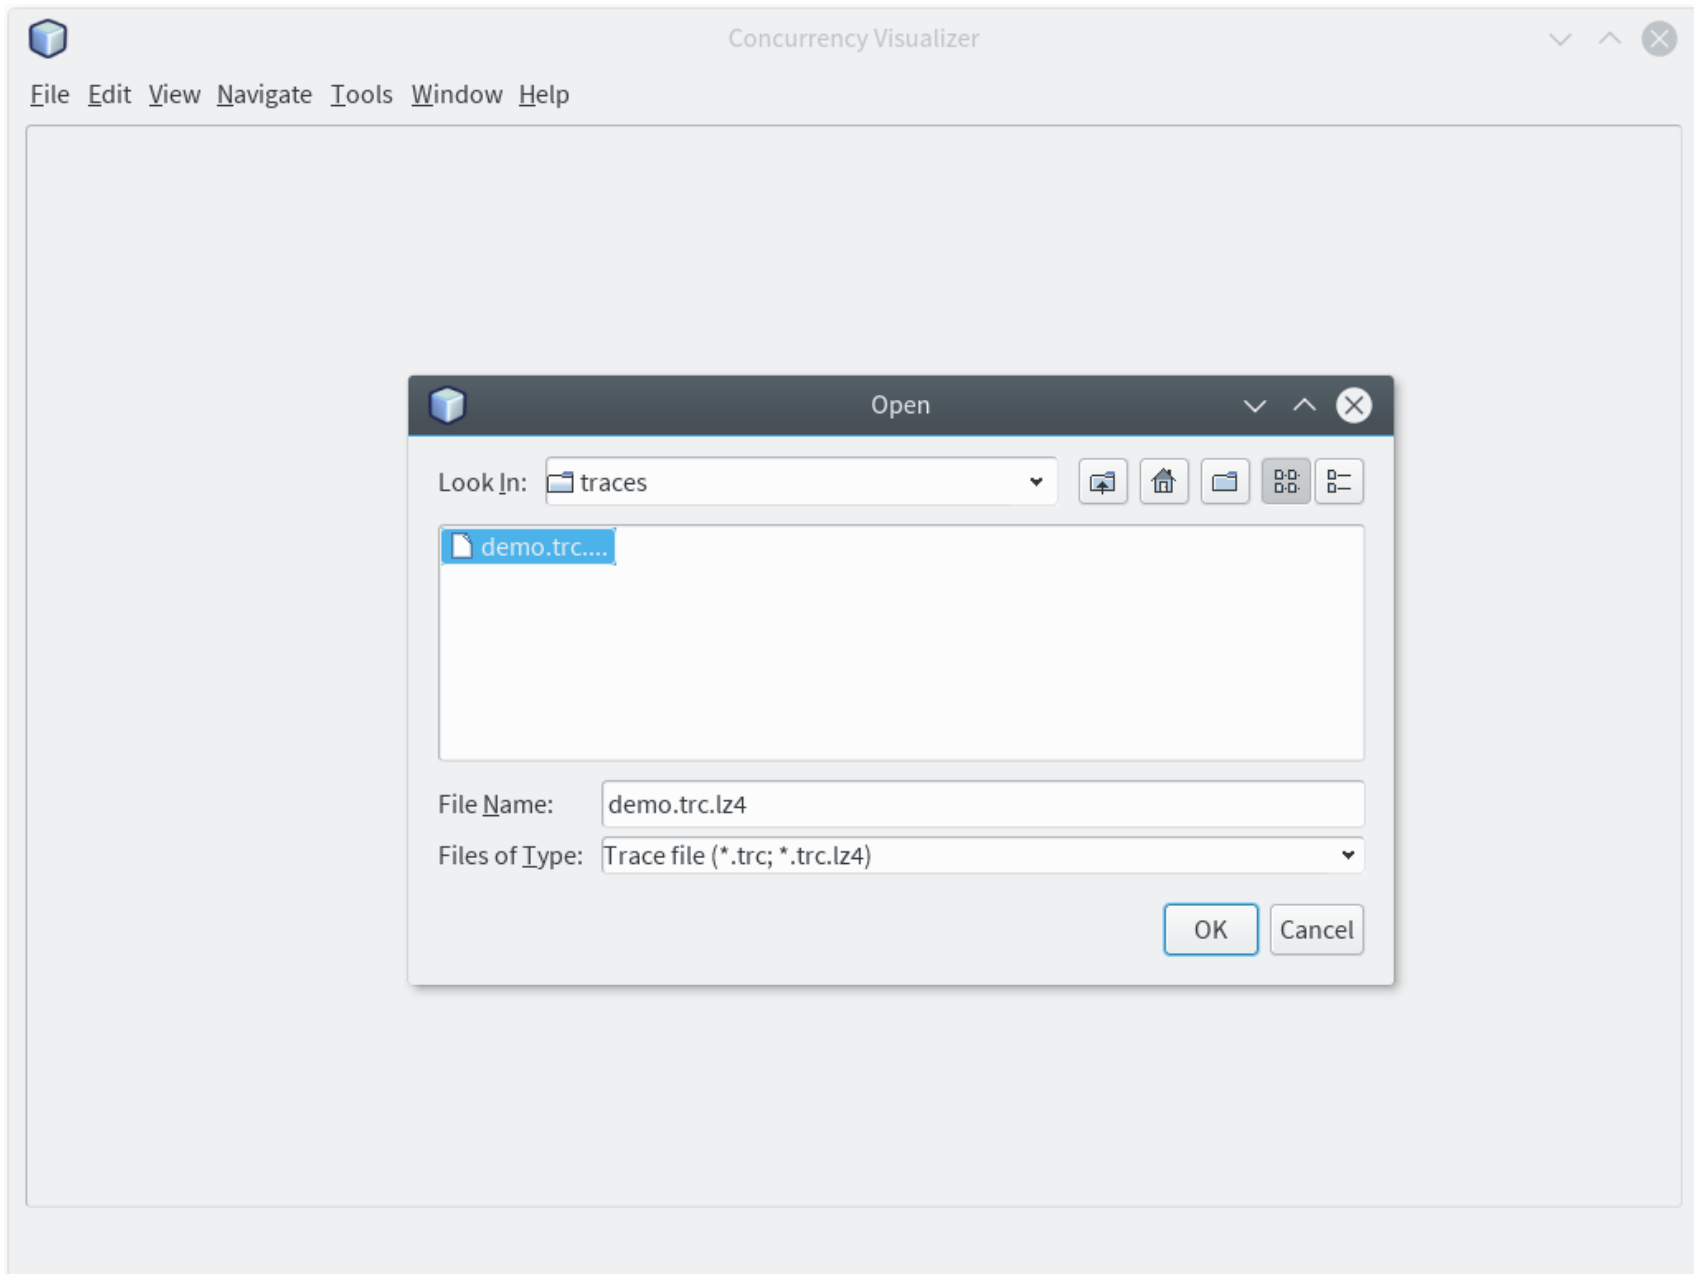 Concurrency Visualizer
File Edit View Navigate Tools Window Help
Open
Look In: traces
demo.trc....
File Name: demo.trc.lz4
Files of Type: Trace file (*.trc; *.trc.lz4)
OK Cancel